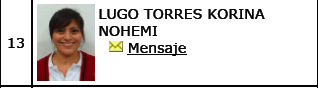 13
LUGO TORRES KORINA
NOHEMI
Mensaje